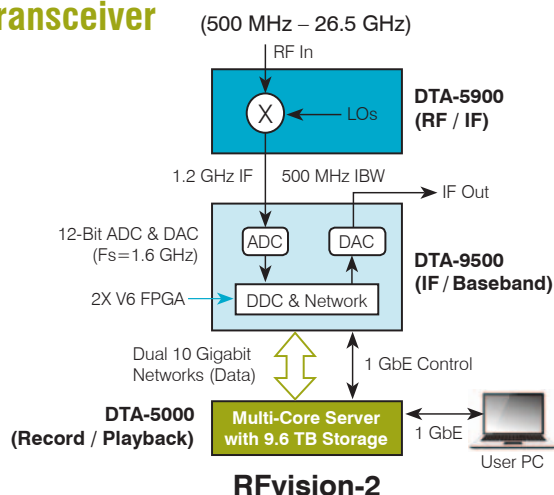 ransceiver
(500 MHz – 26.5 GHz)
RF In
X
LOs
DTA-5900
(RF / IF)
1.2 GHz IF
500 MHz IBW
IF Out
12-Bit ADC & DAC
(Fs=1.6 GHz)
ADC
DAC
DTA-9500
(IF / Baseband)
2X V6 FPGA
DDC & Network
Dual 10 Gigabit
Networks (Data)
1 GbE Control
DTA-5000
(Record / Playback)
Multi-Core Server
with 9.6 TB Storage
1 GbE
User PC
RFvision-2